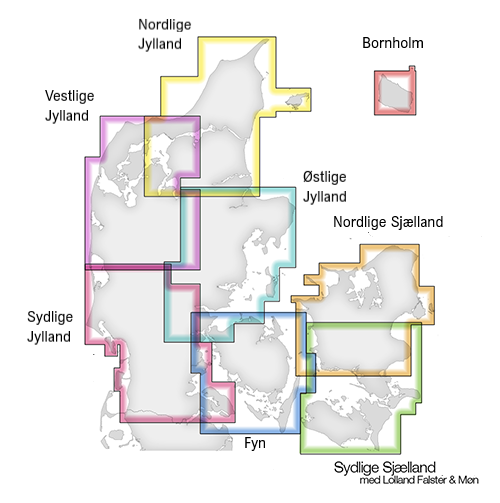 Nordlige
Jylland
Bornholm
Vestlige
Jylland
Østlige
Jylland
Nordlige Sjælland
Sydlige
Jylland
Fyn
Sydlige Sjælland
med Lolland Falster & Møn